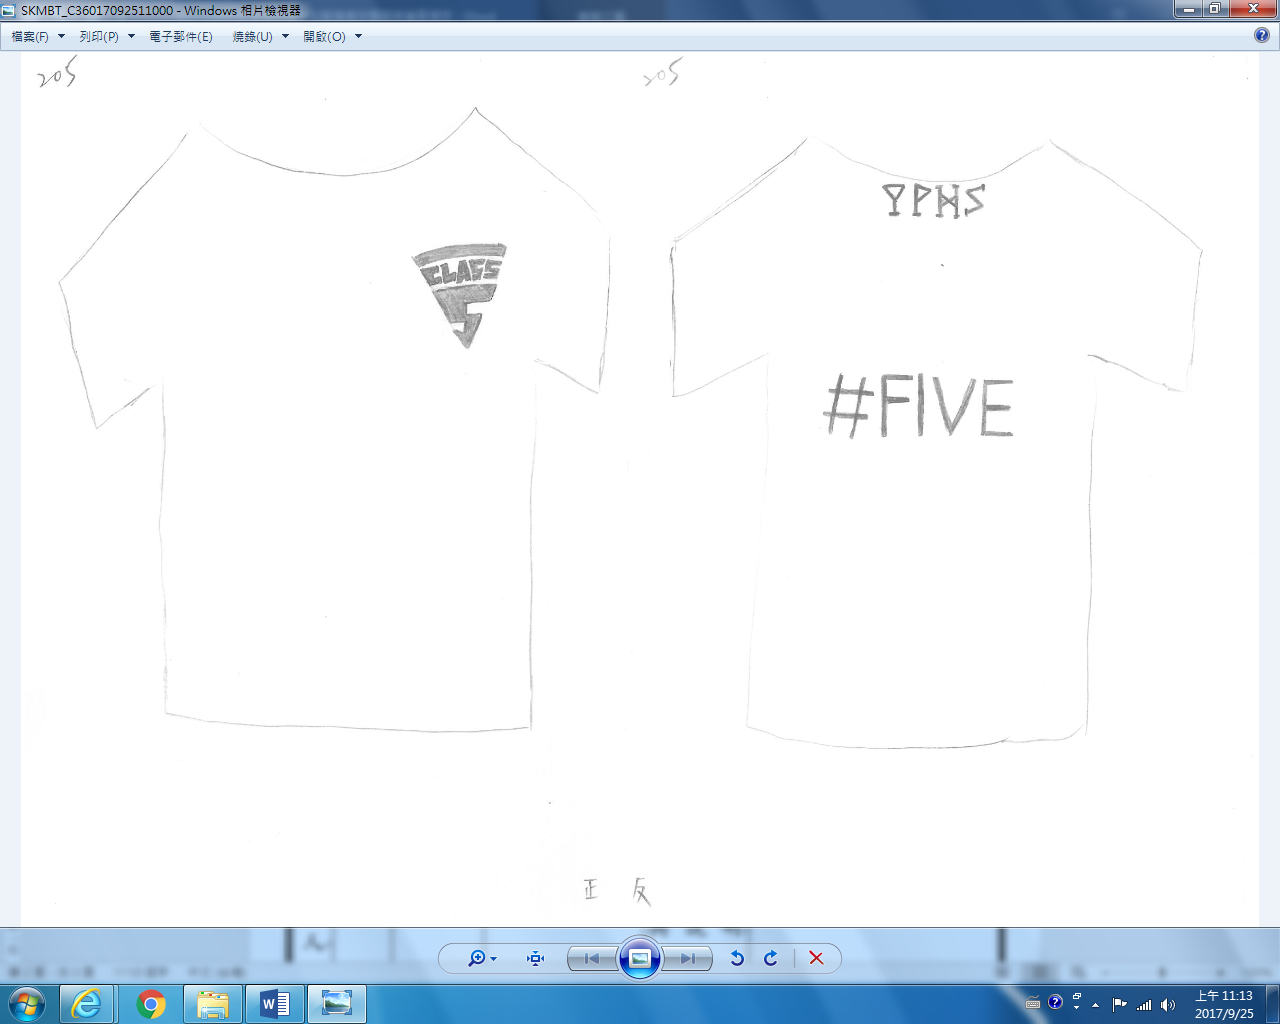 SKMBT_C36017092511000 - Windows 相片檢視器
檔案(F) 列印(P) 電子郵件(E) 燒錄(U) 開啟(O)
205
205
CLASS
5
YPHS
#FIVE
正 反
上午 11:13
2017/9/25